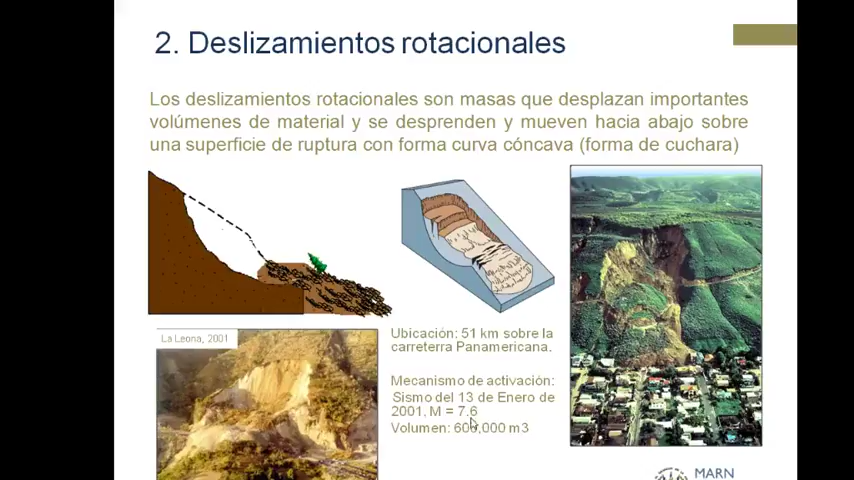 2. Deslizamientos rotacionales
Los deslizamientos rotacionales son masas que desplazan importantes
volúmenes de material y se desprenden y mueven hacia abajo sobre
una superficie de ruptura con forma curva cóncava (forma de cuchara)
La Leona, 2001
Ubicación: 51 km sobre la
carreterra Panamericana.
Mecanismo de activación:
Sismo del 13 de Enero de
2001, M = 7.6
Volumen: 600,000 m3
MARN